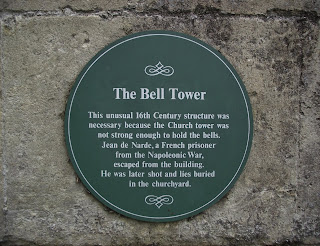 The Bell Tower
This unusual 16th Century structure was
necessary because the Church tower was
not strong enough to hold the bells.
Jean de Narde, a French prisoner
from the Napoleonic War,
escaped from the building.
He was later shot and lies buried
in the churchyard.